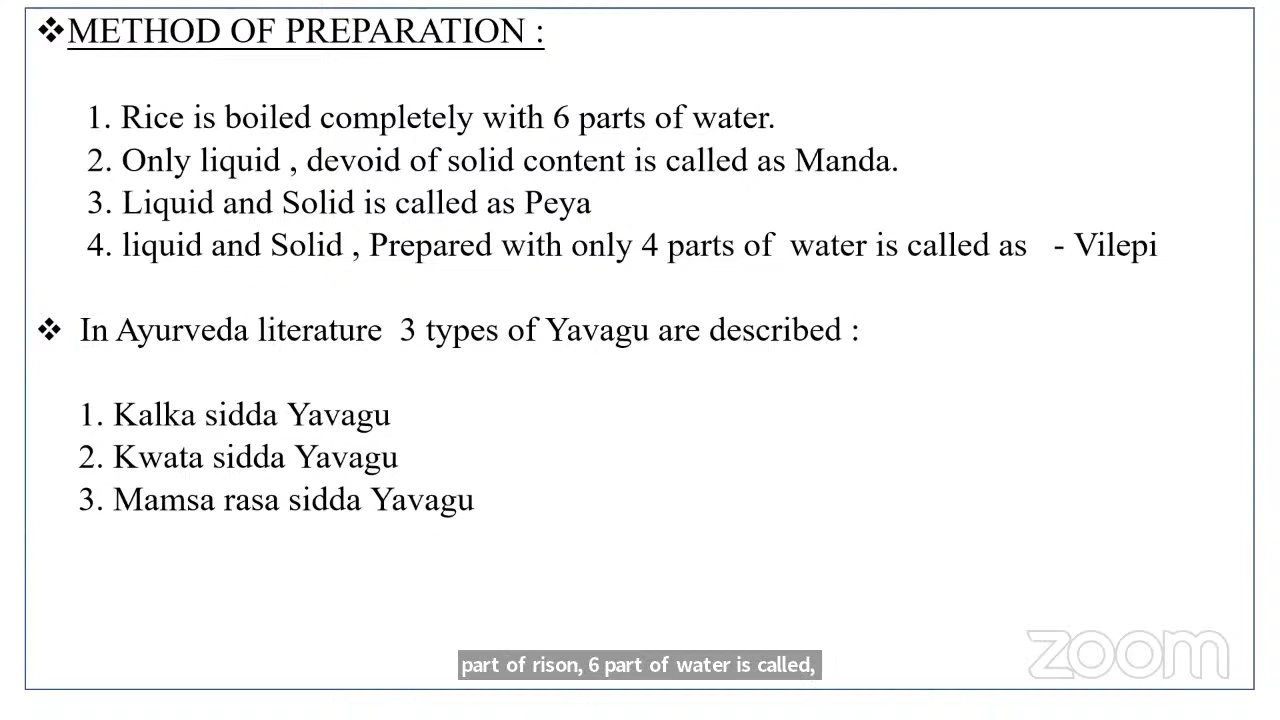 ❖METHOD OF PREPARATION :
1. Rice is boiled completely with 6 parts of water.
2. Only liquid , devoid of solid content is called as Manda.
3. Liquid and Solid is called as Peya
4. liquid and Solid , Prepared with only 4 parts of water is called as - Vilepi
❖ In Ayurveda literature 3 types of Yavagu are described :
1. Kalka sidda Yavagu
2. Kwata sidda Yavagu
3. Mamsa rasa sidda Yavagu
zoom
part of rison, 6 part of water is called,